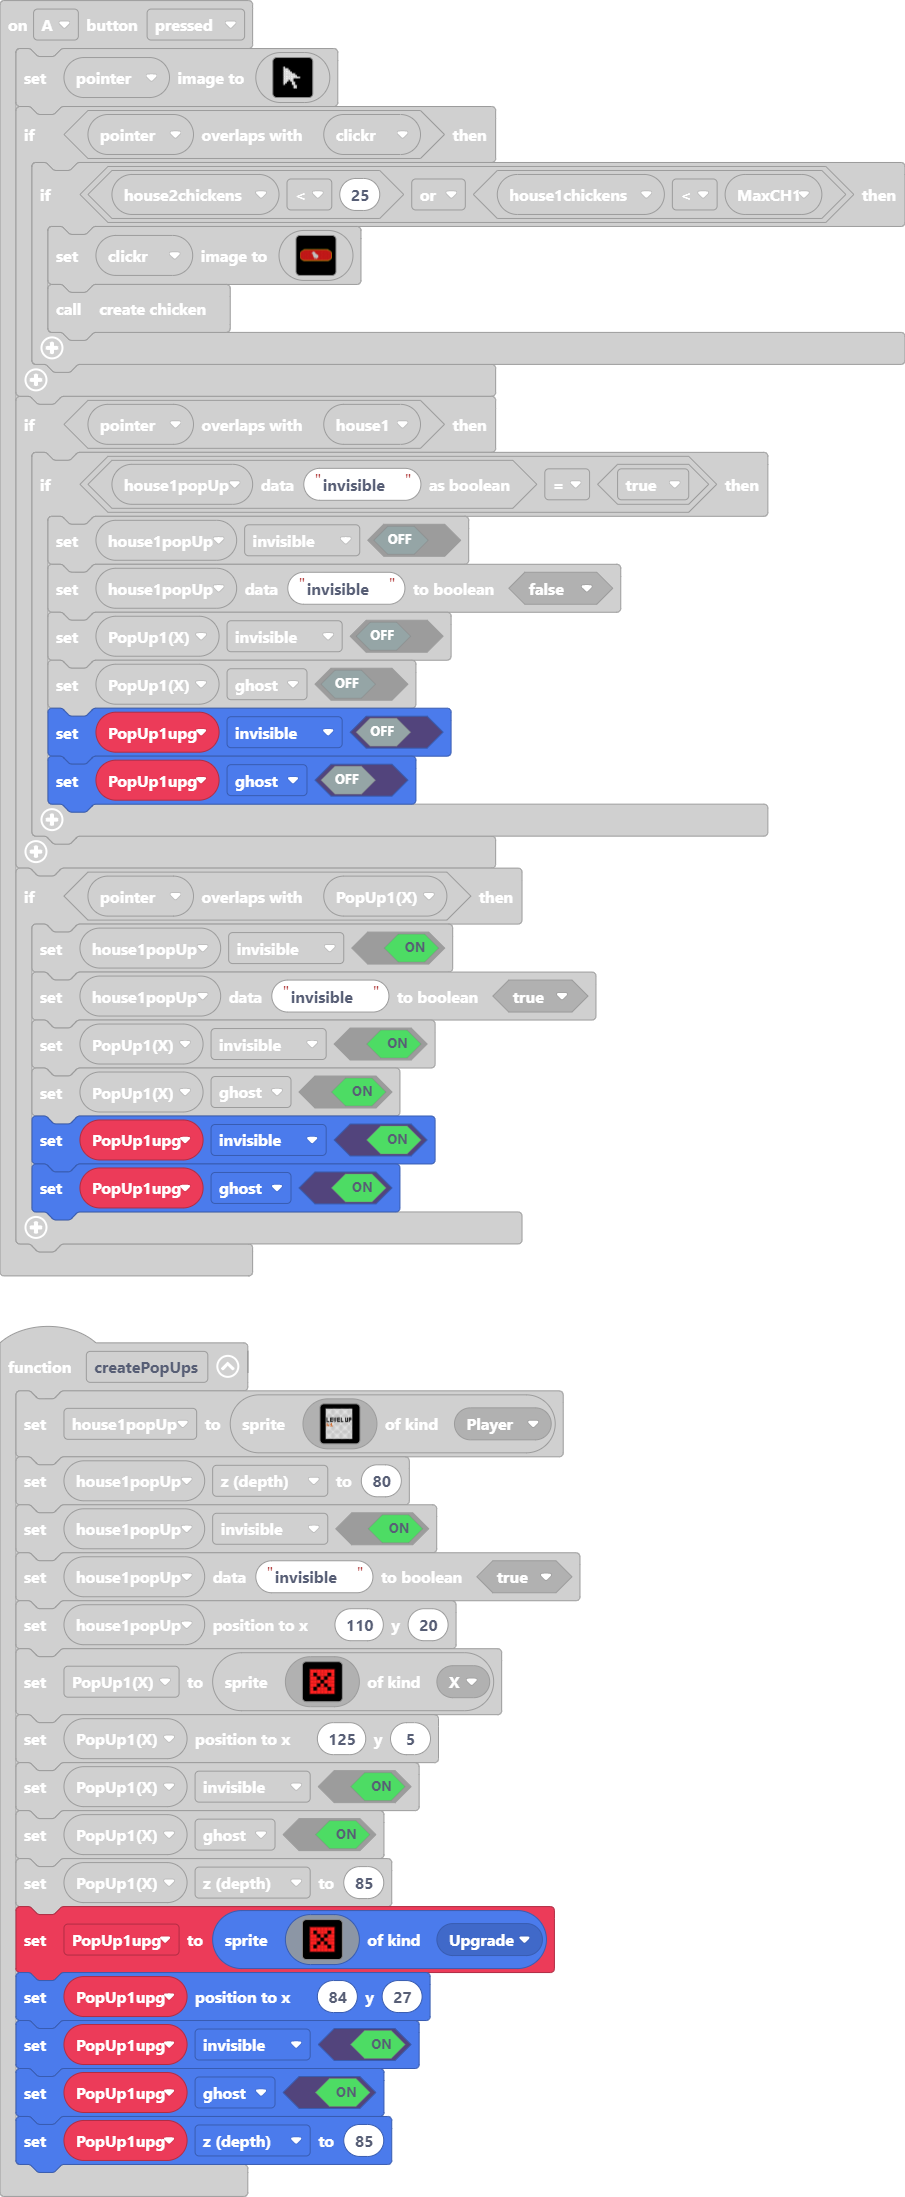 on A button pressed
set pointer image to
if pointer overlaps with clickr then
if house2chickens < 25 or house1chickens < MaxCH1 then
set clickr image to
call create chicken
if pointer overlaps with house1 then
if house1popUp data "invisible" as boolean = true then
set house1popUp invisible OFF
set house1popUp data "invisible" to boolean false
set PopUp1(X) invisible OFF
set PopUp1(X) ghost OFF
set PopUp1upg invisible OFF
set PopUp1upg ghost OFF
if pointer overlaps with PopUp1(X) then
set house1popUp invisible ON
set house1popUp data "invisible" to boolean true
set PopUp1(X) invisible ON
set PopUp1(X) ghost ON
set PopUp1upg invisible ON
set PopUp1upg ghost ON
function createPopUps
set house1popUp to sprite LEVEL UP of kind Player
set house1popUp z (depth) to 80
set house1popUp invisible ON
set house1popUp data "invisible" to boolean true
set house1popUp position to x 110 y 20
set PopUp1(X) to sprite of kind X
set PopUp1(X) position to x 125 y 5
set PopUp1(X) invisible ON
set PopUp1(X) ghost ON
set PopUp1(X) z (depth) to 85
set PopUp1upg to sprite of kind Upgrade
set PopUp1upg position to x 84 y 27
set PopUp1upg invisible ON
set PopUp1upg ghost ON
set PopUp1upg z (depth) to 85